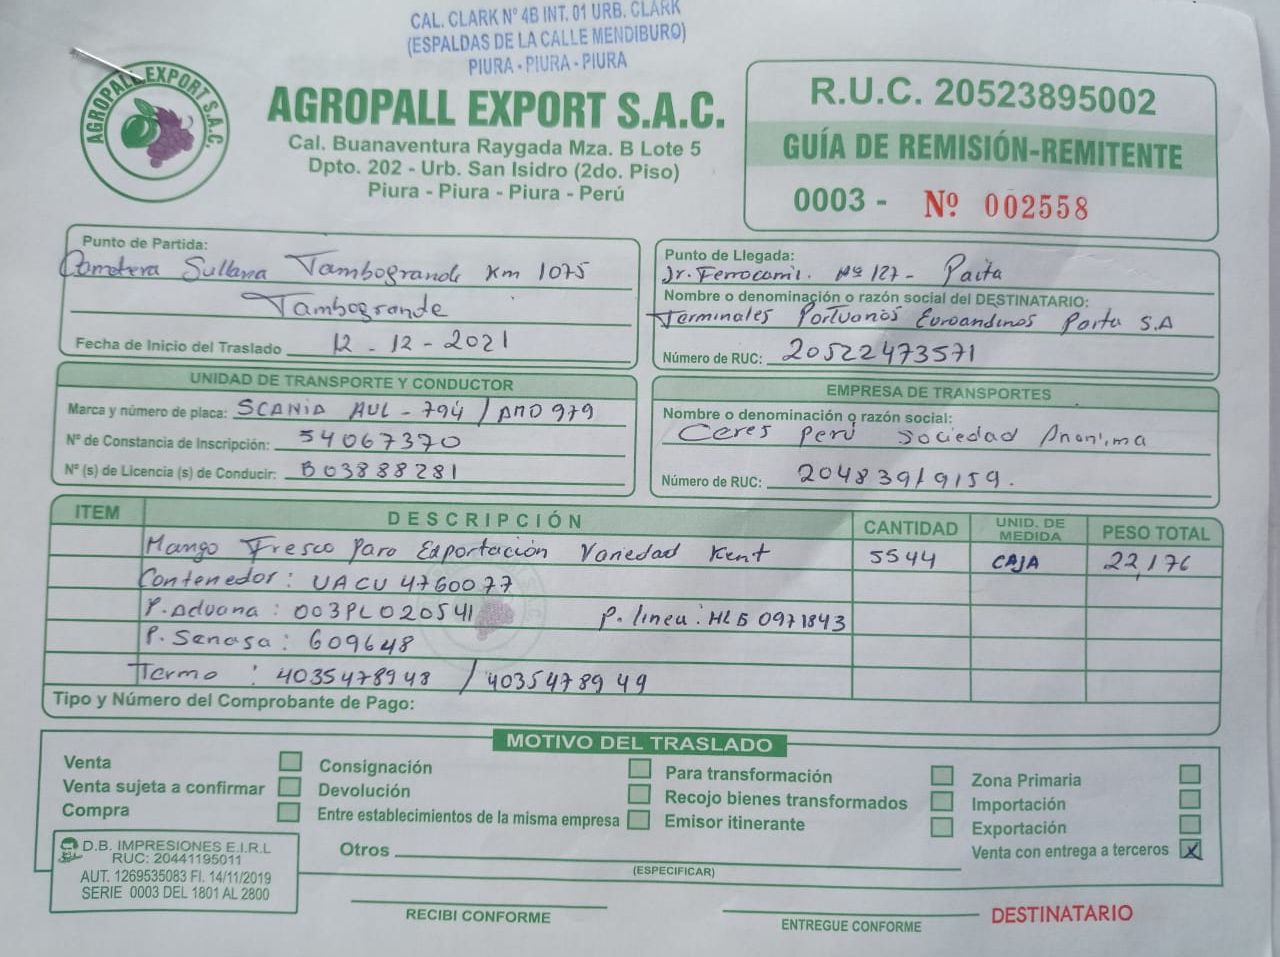 CAL. CLARK Nº 4B INT. 01 URB. CLARK
(ESPALDAS DE LA CALLE MENDIBURO)
PIURA - PIURA - PIURA
AGROPALL EXPORT S.A.C.
AGROPALL EXPORT S.A.C.
Cal. Buanaventura Raygada Mza. B Lote 5
Dpto. 202 - Urb. San Isidro (2do. Piso)
Piura - Piura - Piura - Perú
R.U.C. 20523895002
GUÍA DE REMISIÓN-REMITENTE
0003 - Nº 002558
Punto de Partida:
Carretera Sullana Tambogrande Km 1075
Tambogrande
Fecha de Inicio del Traslado 12 - 12 - 2021
Punto de Llegada:
Jr. Ferrocarril. Nº 127 - Paita
Nombre o denominación o razón social del DESTINATARIO:
Terminales Portuarios Euroandinos Paita S.A
Número de RUC: 20522473571
UNIDAD DE TRANSPORTE Y CONDUCTOR
Marca y número de placa: SCANIA AUL - 794 / AMO 979
Nº de Constancia de Inscripción: 54067370
Nº (s) de Licencia (s) de Conducir: B03888281
EMPRESA DE TRANSPORTES
Nombre o denominación o razón social:
Ceres Perú Sociedad Anonima
Número de RUC: 20483919159.
ITEM DESCRIPCIÓN CANTIDAD UNID. DE MEDIDA PESO TOTAL
Mango Fresco Para Exportación Variedad Kent 5544 CAJA 22,176
Contenedor : UACU 4760077
P. Aduana : 003PL020541 P. linea : HLB 0971843
P. Senasa : 609648
Termo : 4035478948 / 4035478949
Tipo y Número del Comprobante de Pago:
MOTIVO DEL TRASLADO
Venta Consignación Para transformación Zona Primaria
Venta sujeta a confirmar Devolución Recojo bienes transformados Importación
Compra Entre establecimientos de la misma empresa Emisor itinerante Exportación
Otros Venta con entrega a terceros X
(ESPECIFICAR)
D.B. IMPRESIONES E.I.R.L
RUC: 20441195011
AUT. 1269535083 FI. 14/11/2019
SERIE 0003 DEL 1801 AL 2800
RECIBI CONFORME ENTREGUE CONFORME DESTINATARIO